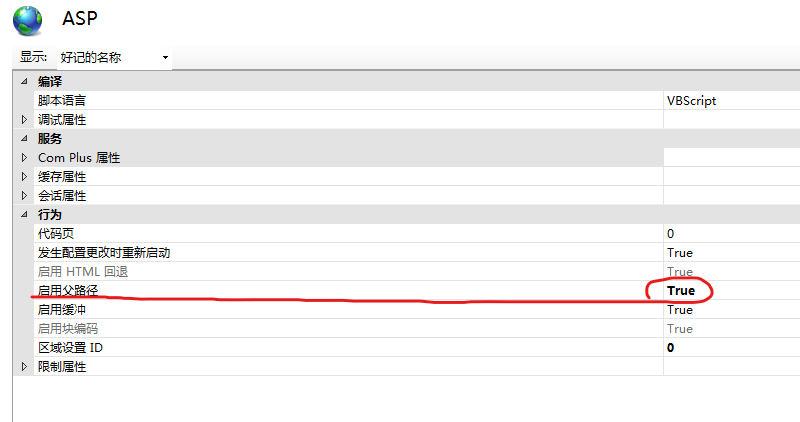 ASP
显示: 好记的名称
编译
脚本语言 VBScript
调试属性
服务
Com Plus 属性
缓存属性
会话属性
行为
代码页 0
发生配置更改时重新启动 True
启用 HTML 回退 True
启用父路径 True
启用缓冲 True
启用块编码 True
区域设置 ID 0
限制属性